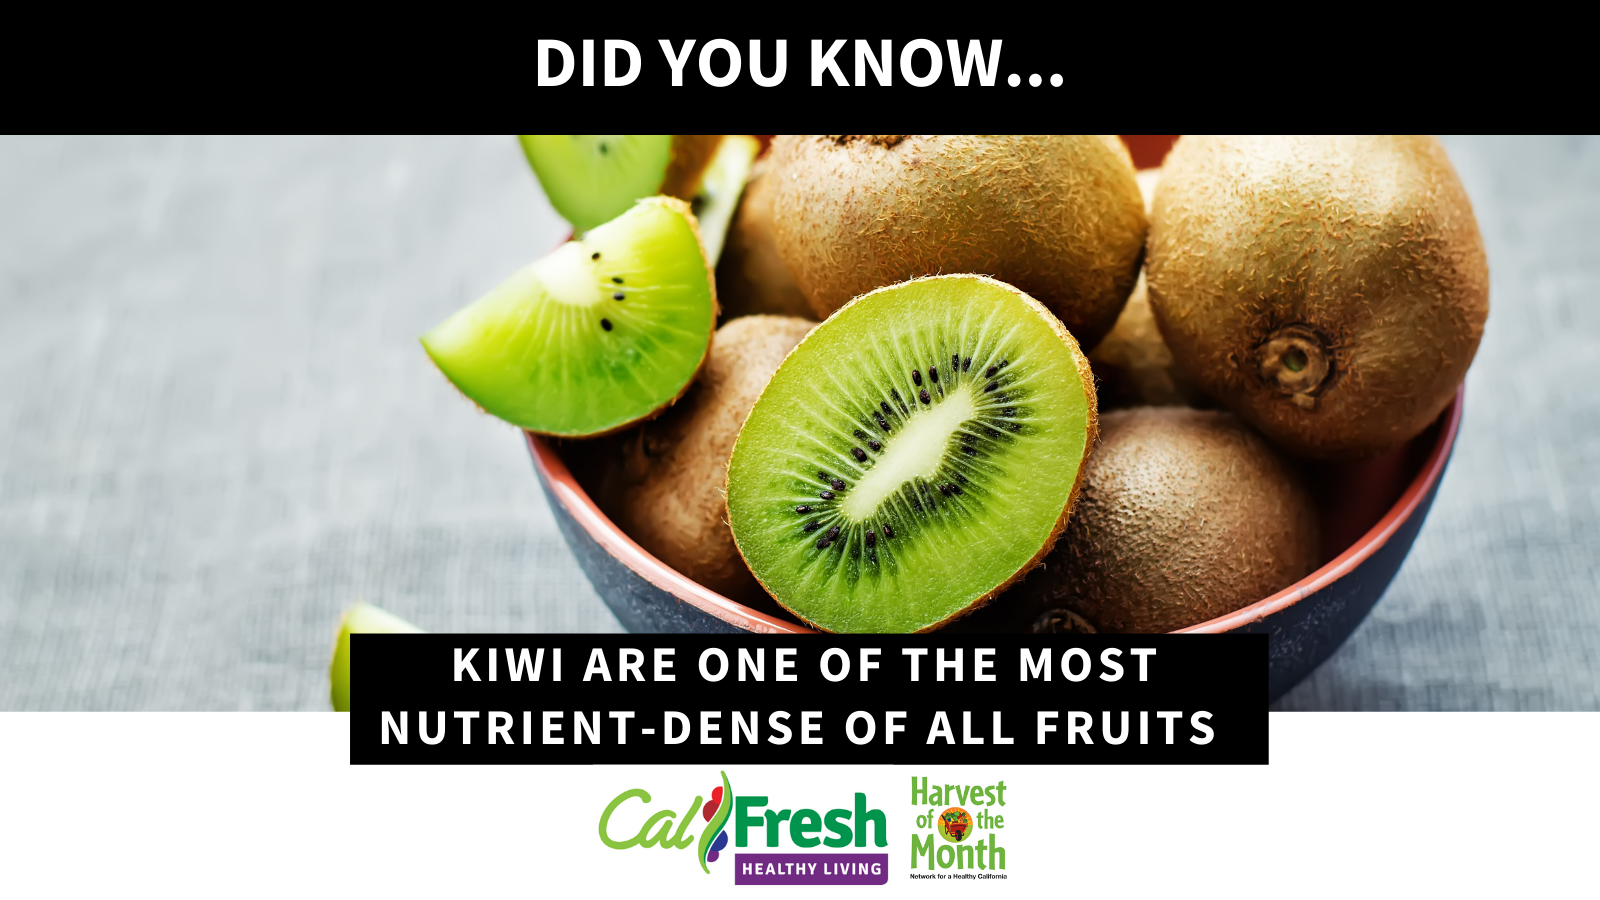 DID YOU KNOW...
KIWI ARE ONE OF THE MOST
NUTRIENT-DENSE OF ALL FRUITS
CalFresh
HEALTHY LIVING
Harvest
of the
Month
Network for a Healthy California